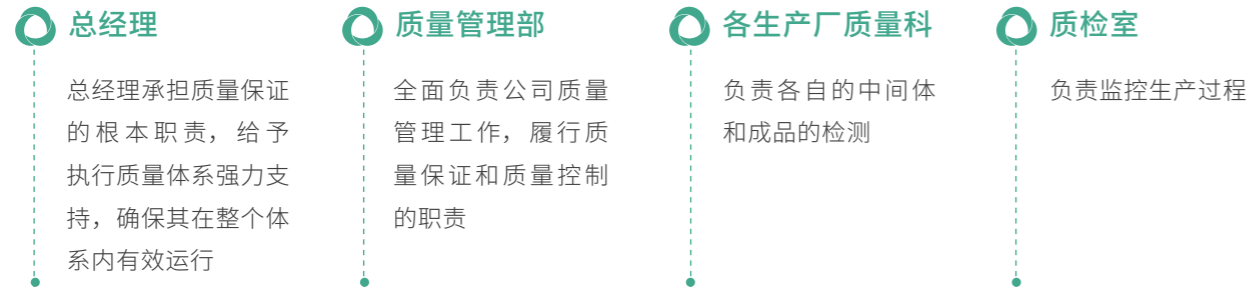 总经理
总经理承担质量保证
的根本职责，给予
执行质量体系强力支
持，确保其在整个体
系内有效运行
质量管理部
全面负责公司质量
管理工作，履行质
量保证和质量控制
的职责
各生产厂质量科
负责各自的中间体
和成品的检测
质检室
负责监控生产过程